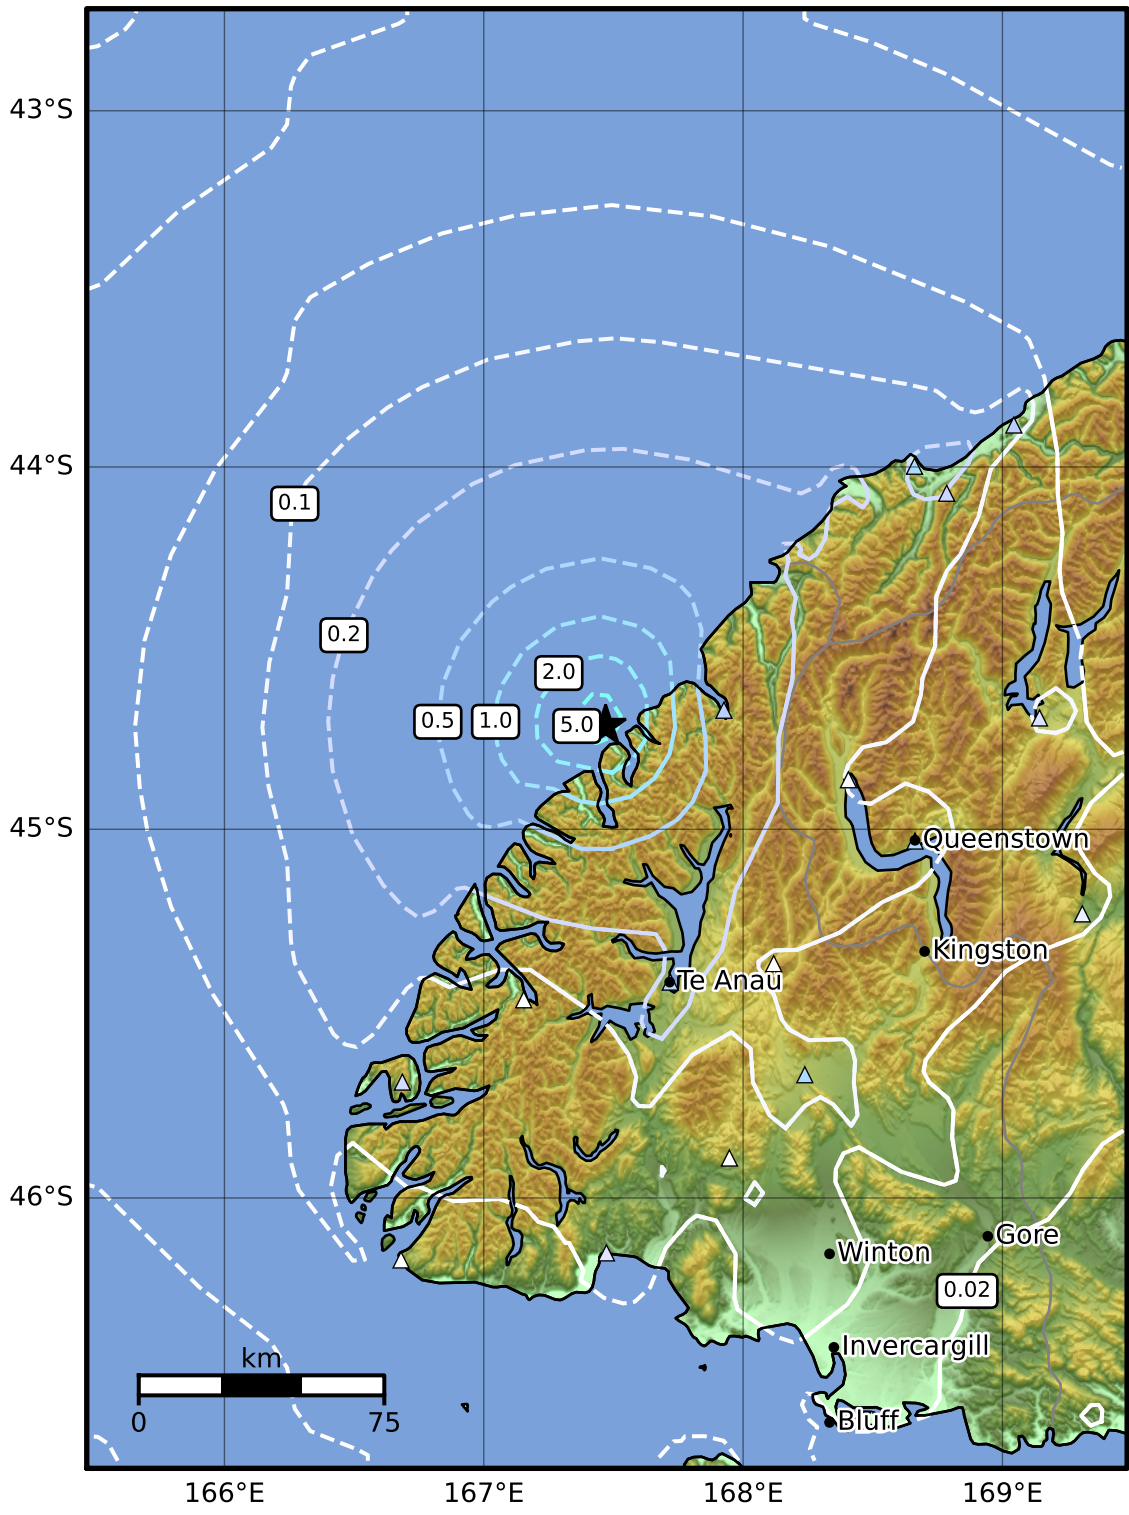 43°S
44°S
0.1
0.2
2.0
0.5
1.0
5.0
45°S
Queenstown
Kingston
Te Anau
46°S
Gore
Winton
0.02
Invercargill
km
0
75
Bluff
166°E
167°E
168°E
169°E